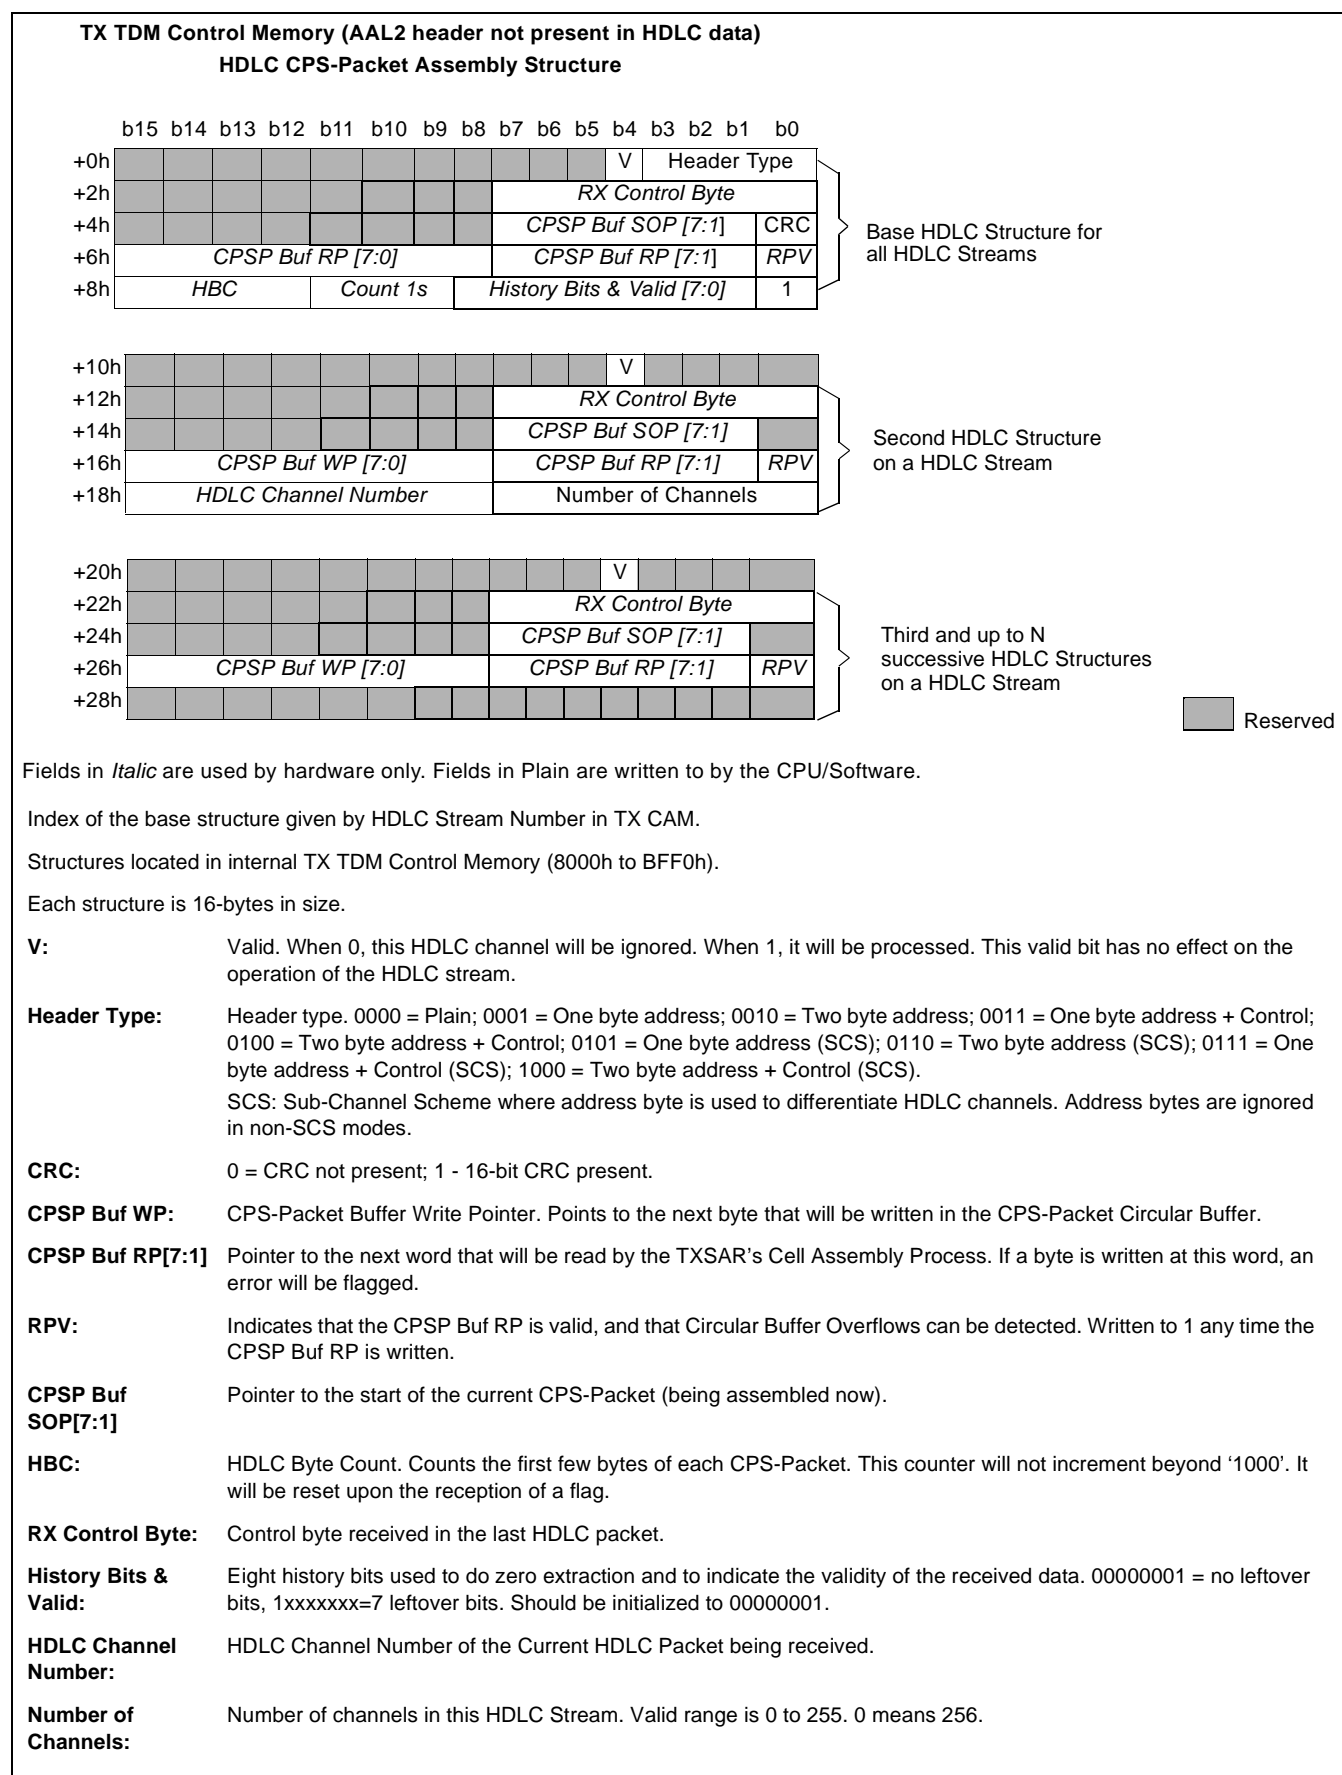 TX TDM Control Memory (AAL2 header not present in HDLC data)
HDLC CPS-Packet Assembly Structure
b15 b14 b13 b12 b11 b10 b9 b8 b7 b6 b5 b4 b3 b2 b1 b0
+0h V Header Type
+2h RX Control Byte
+4h CPSP Buf SOP [7:1] CRC
+6h CPSP Buf RP [7:0] CPSP Buf RP [7:1] RPV
+8h HBC Count 1s History Bits & Valid [7:0] 1
Base HDLC Structure for
all HDLC Streams
+10h V
+12h RX Control Byte
+14h CPSP Buf SOP [7:1]
+16h CPSP Buf WP [7:0] CPSP Buf RP [7:1] RPV
+18h HDLC Channel Number Number of Channels
Second HDLC Structure
on a HDLC Stream
+20h V
+22h RX Control Byte
+24h CPSP Buf SOP [7:1]
+26h CPSP Buf WP [7:0] CPSP Buf RP [7:1] RPV
+28h
Third and up to N
successive HDLC Structures
on a HDLC Stream
Reserved
Fields in Italic are used by hardware only. Fields in Plain are written to by the CPU/Software.
Index of the base structure given by HDLC Stream Number in TX CAM.
Structures located in internal TX TDM Control Memory (8000h to BFF0h).
Each structure is 16-bytes in size.
V: Valid. When 0, this HDLC channel will be ignored. When 1, it will be processed. This valid bit has no effect on the
operation of the HDLC stream.
Header Type: Header type. 0000 = Plain; 0001 = One byte address; 0010 = Two byte address; 0011 = One byte address + Control;
0100 = Two byte address + Control; 0101 = One byte address (SCS); 0110 = Two byte address (SCS); 0111 = One
byte address + Control (SCS); 1000 = Two byte address + Control (SCS).
SCS: Sub-Channel Scheme where address byte is used to differentiate HDLC channels. Address bytes are ignored
in non-SCS modes.
CRC: 0 = CRC not present; 1 - 16-bit CRC present.
CPSP Buf WP: CPS-Packet Buffer Write Pointer. Points to the next byte that will be written in the CPS-Packet Circular Buffer.
CPSP Buf RP[7:1] Pointer to the next word that will be read by the TXSAR's Cell Assembly Process. If a byte is written at this word, an
error will be flagged.
RPV: Indicates that the CPSP Buf RP is valid, and that Circular Buffer Overflows can be detected. Written to 1 any time the
CPSP Buf RP is written.
CPSP Buf Pointer to the start of the current CPS-Packet (being assembled now).
SOP[7:1]
HBC: HDLC Byte Count. Counts the first few bytes of each CPS-Packet. This counter will not increment beyond ‘1000’. It
will be reset upon the reception of a flag.
RX Control Byte: Control byte received in the last HDLC packet.
History Bits & Eight history bits used to do zero extraction and to indicate the validity of the received data. 00000001 = no leftover
Valid: bits, 1xxxxxxx=7 leftover bits. Should be initialized to 00000001.
HDLC Channel HDLC Channel Number of the Current HDLC Packet being received.
Number:
Number of Number of channels in this HDLC Stream. Valid range is 0 to 255. 0 means 256.
Channels: